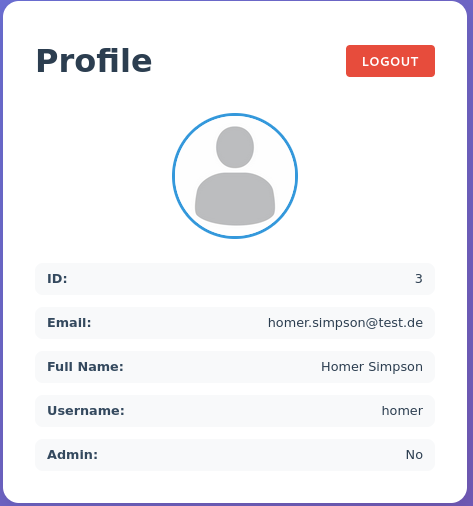 Profile
LOGOUT
ID: 3
Email: homer.simpson@test.de
Full Name: Homer Simpson
Username: homer
Admin: No